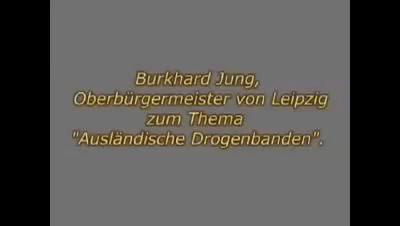 Burkhard Jung,
Oberbürgermeister von Leipzig
zum Thema
"Ausländische Drogenbanden".